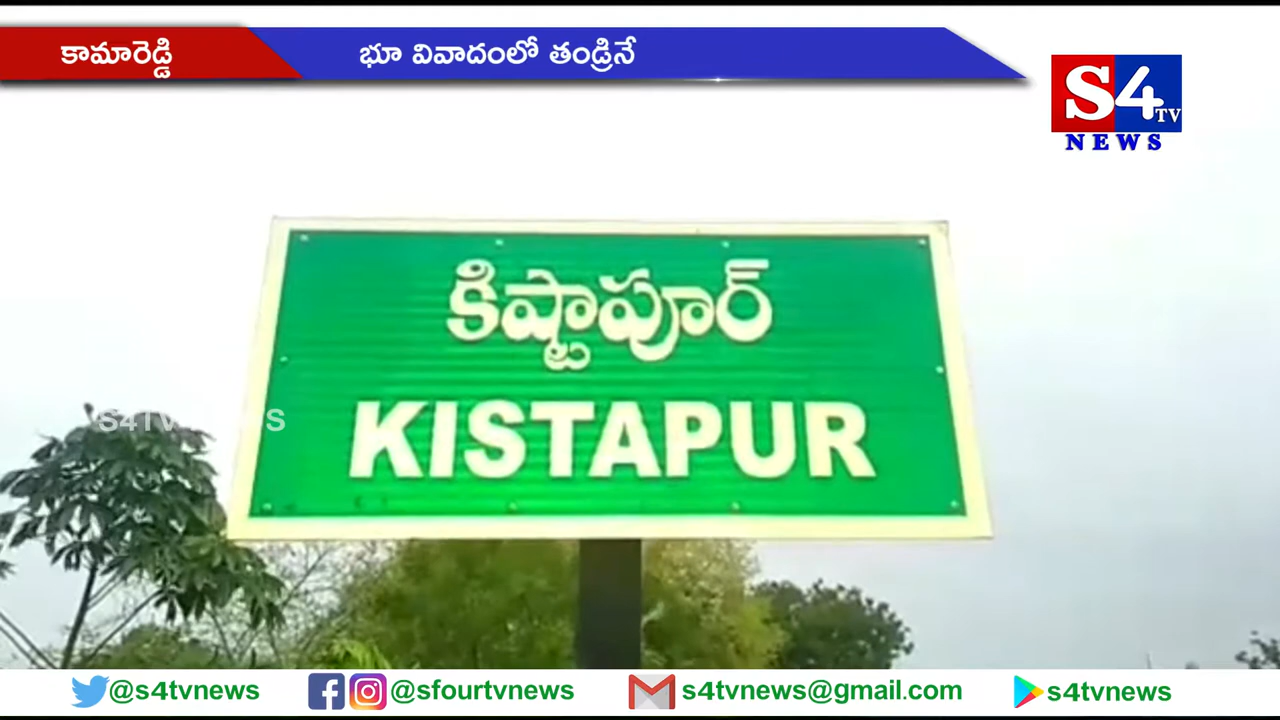 కామారెడ్డి
భూ వివాదంలో తండ్రినే
S4
TV
NEWS
కిష్టాపూర్
KISTAPUR
@s4tvnews
@sfourtvnews
s4tvnews@gmail.com
s4tvnews